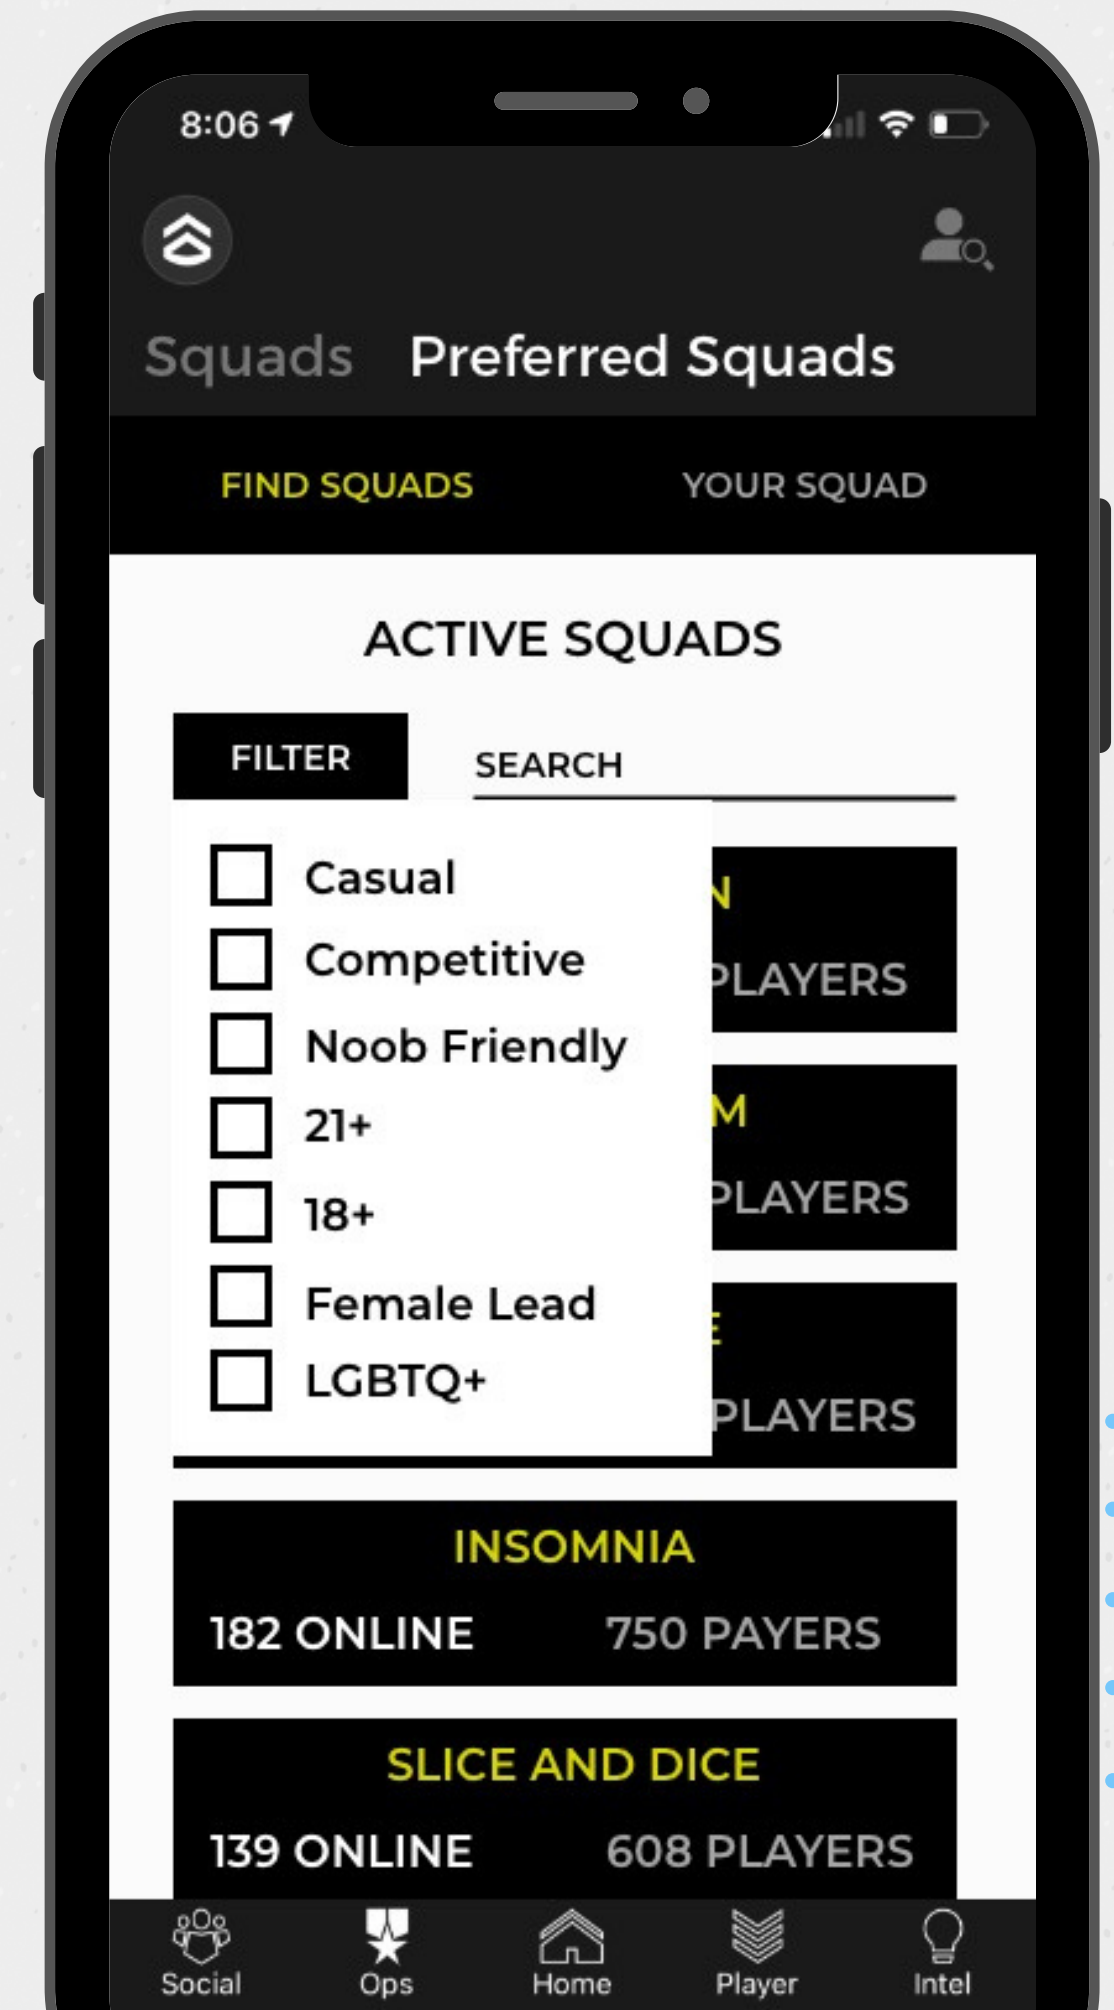 8:06
Squads Preferred Squads
FIND SQUADS YOUR SQUAD
ACTIVE SQUADS
FILTER SEARCH
Casual
Competitive
Noob Friendly
21+
18+
Female Lead
LGBTQ+
N
PLAYERS
M
PLAYERS
E
PLAYERS
INSOMNIA
182 ONLINE 750 PAYERS
SLICE AND DICE
139 ONLINE 608 PLAYERS
Social Ops Home Player Intel